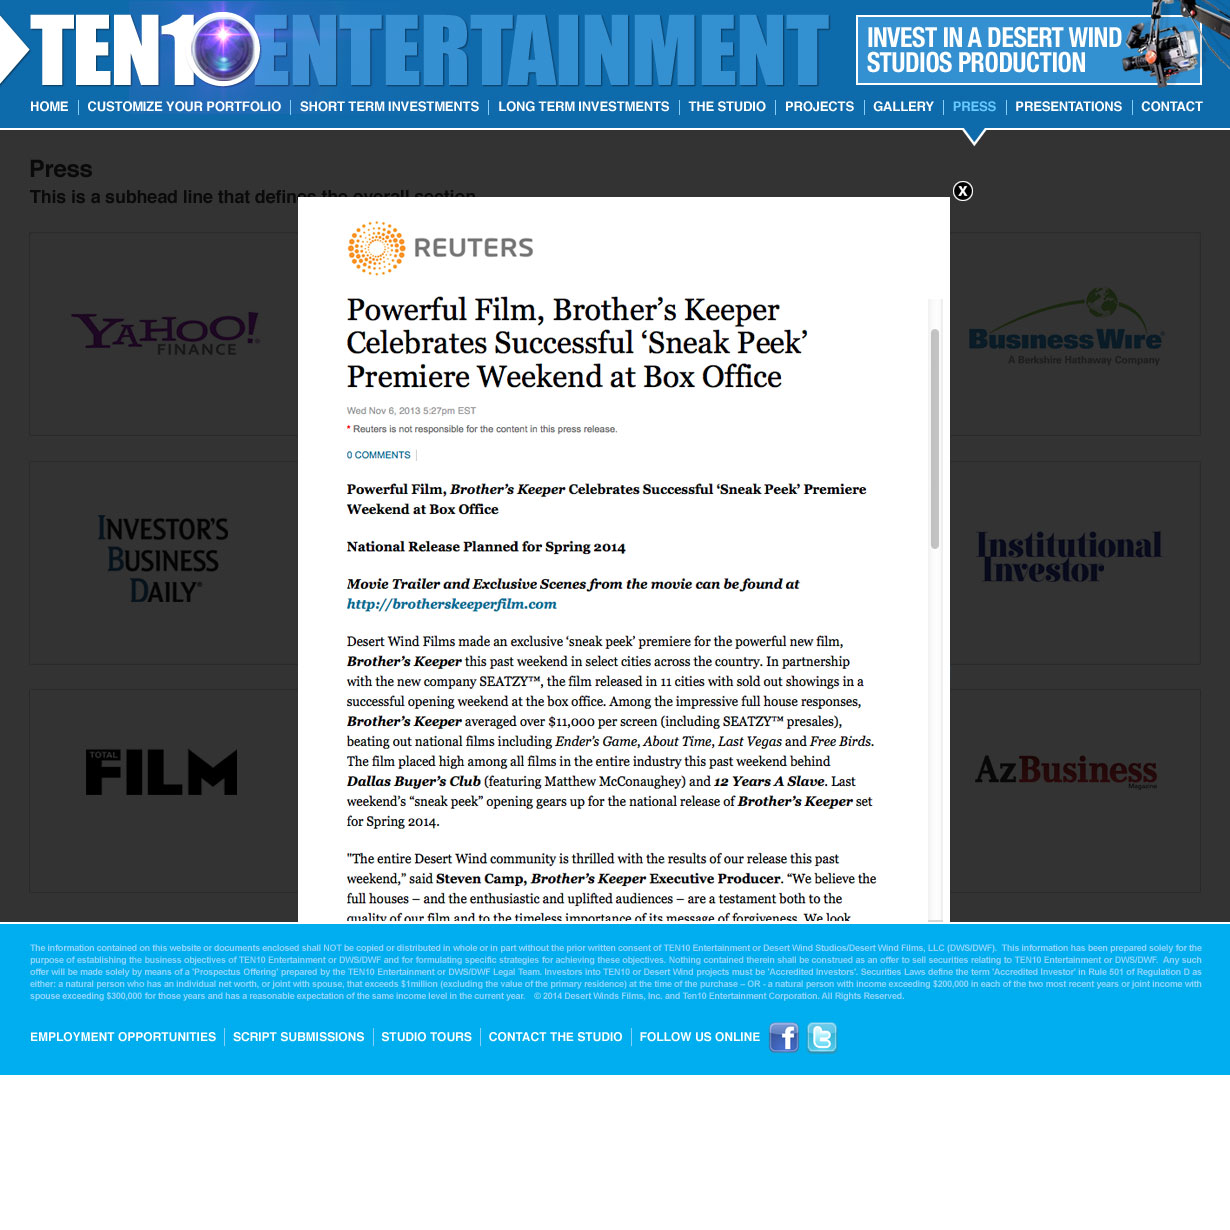 TEN10 ENTERTAINMENT
INVEST IN A DESERT WIND
STUDIOS PRODUCTION
HOME
CUSTOMIZE YOUR PORTFOLIO
SHORT TERM INVESTMENTS
LONG TERM INVESTMENTS
THE STUDIO
PROJECTS
GALLERY
PRESS
PRESENTATIONS
CONTACT
Press
This is a subhead line that defines the overall section
X
YAHOO!
FINANCE
INVESTOR'S
BUSINESS
DAILY®
TOTAL
FILM
REUTERS
Powerful Film, Brother’s Keeper
Celebrates Successful ‘Sneak Peek’
Premiere Weekend at Box Office
Wed Nov 6, 2013 5:27pm EST
* Reuters is not responsible for the content in this press release.
0 COMMENTS
Powerful Film, Brother’s Keeper Celebrates Successful ‘Sneak Peek’ Premiere
Weekend at Box Office
National Release Planned for Spring 2014
Movie Trailer and Exclusive Scenes from the movie can be found at
http://brotherskeeperfilm.com
Desert Wind Films made an exclusive ‘sneak peek’ premiere for the powerful new film,
Brother’s Keeper this past weekend in select cities across the country. In partnership
with the new company SEATZY™, the film released in 11 cities with sold out showings in a
successful opening weekend at the box office. Among the impressive full house responses,
Brother’s Keeper averaged over $11,000 per screen (including SEATZY™ presales),
beating out national films including Ender’s Game, About Time, Last Vegas and Free Birds.
The film placed high among all films in the entire industry this past weekend behind
Dallas Buyer’s Club (featuring Matthew McConaughey) and 12 Years A Slave. Last
weekend’s “sneak peek” opening gears up for the national release of Brother’s Keeper set
for Spring 2014.
"The entire Desert Wind community is thrilled with the results of our release this past
weekend,” said Steven Camp, Brother’s Keeper Executive Producer. “We believe the
full houses – and the enthusiastic and uplifted audiences – are a testament both to the
quality of our film and to the timeless importance of its message of forgiveness. We look
Business Wire
A Berkshire Hathaway Company
Institutional
Investor
AzBusiness
Magazine
The information contained on this website or documents enclosed shall NOT be copied or distributed in whole or in part without the prior written consent of TEN10 Entertainment or Desert Wind Studios/Desert Wind Films, LLC (DWS/DWF). This information has been prepared solely for the
purpose of establishing the business objectives of TEN10 Entertainment or DWS/DWF and for formulating specific strategies for achieving these objectives. Nothing contained therein shall be construed as an offer to sell securities relating to TEN10 Entertainment or DWS/DWF. Any such
offer will be made solely by means of a 'Prospectus Offering' prepared by the TEN10 Entertainment or DWS/DWF Legal Team. Investors into TEN10 or Desert Wind projects must be 'Accredited Investors'. Securities Laws define the term 'Accredited Investor' in Rule 501 of Regulation D as
either: a natural person who has an individual net worth, or joint with spouse, that exceeds $1million (excluding the value of the primary residence) at the time of the purchase – OR - a natural person with income exceeding $200,000 in each of the two most recent years or joint income with
spouse exceeding $300,000 for those years and has a reasonable expectation of the same income level in the current year. © 2014 Desert Winds Films, Inc. and Ten10 Entertainment Corporation. All Rights Reserved.
EMPLOYMENT OPPORTUNITIES
SCRIPT SUBMISSIONS
STUDIO TOURS
CONTACT THE STUDIO
FOLLOW US ONLINE